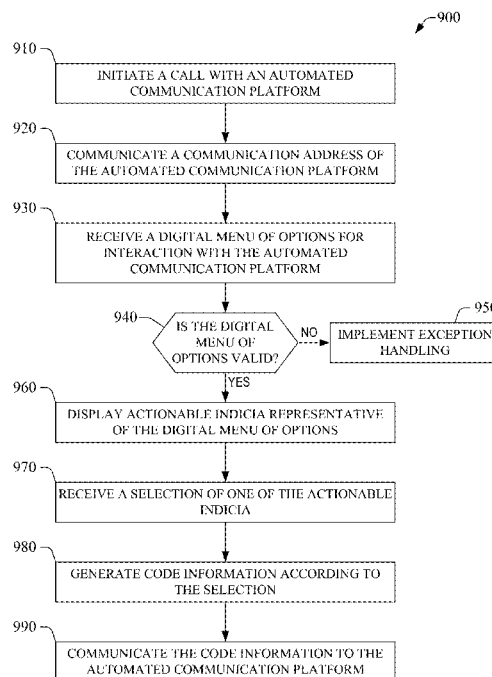 900
910
INITIATE A CALL WITH AN AUTOMATED
COMMUNICATION PLATFORM
920
COMMUNICATE A COMMUNICATION ADDRESS OF
THE AUTOMATED COMMUNICATION PLATFORM
930
RECEIVE A DIGITAL MENU OF OPTIONS FOR
INTERACTION WITH THE AUTOMATED
COMMUNICATION PLATFORM
940
IS THE DIGITAL
MENU OF
OPTIONS VALID?
NO
950
IMPLEMENT EXCEPTION
HANDLING
YES
960
DISPLAY ACTIONABLE INDICIA REPRESENTATIVE
OF THE DIGITAL MENU OF OPTIONS
970
RECEIVE A SELECTION OF ONE OF THE ACTIONABLE
INDICIA
980
GENERATE CODE INFORMATION ACCORDING TO
THE SELECTION
990
COMMUNICATE THE CODE INFORMATION TO THE
AUTOMATED COMMUNICATION PLATFORM